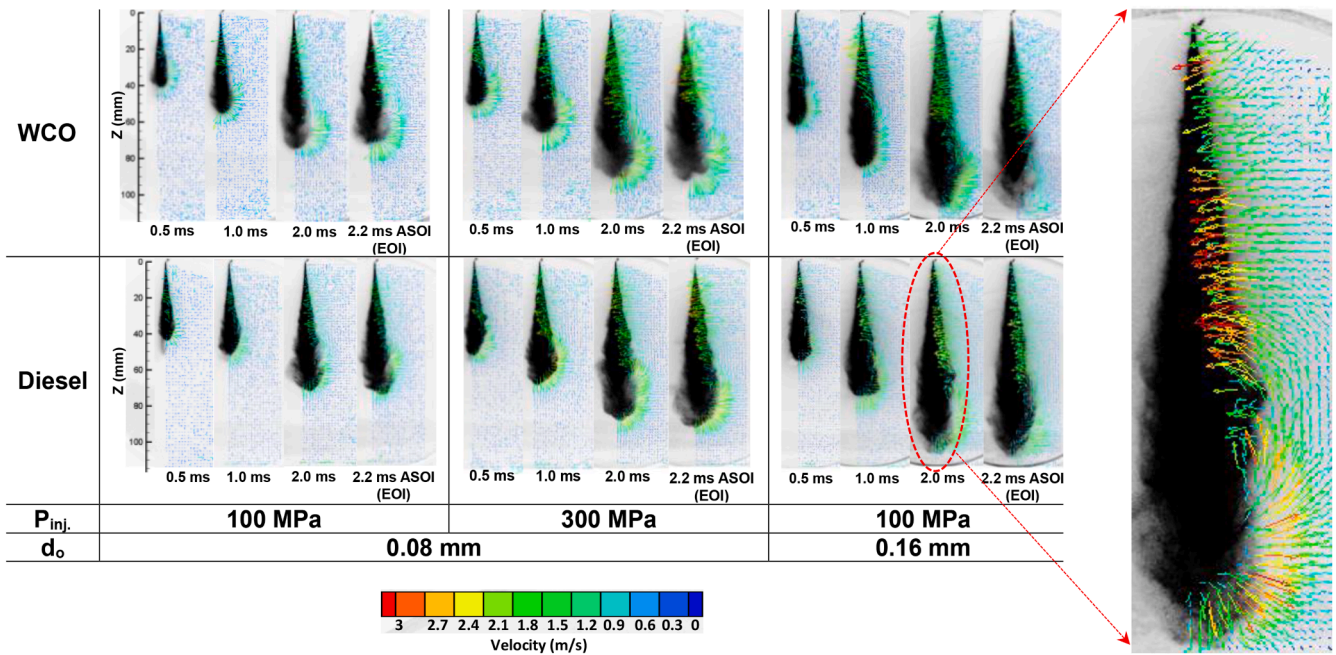 0
20
40
60
80
100
Z (mm)
WCO
0.5 ms 1.0 ms 2.0 ms 2.2 ms ASOI
(EOI)
0.5 ms 1.0 ms 2.0 ms 2.2 ms ASOI
(EOI)
0.5 ms 1.0 ms 2.0 ms 2.2 ms ASOI
(EOI)
0
20
40
60
80
100
Z (mm)
Diesel
0.5 ms 1.0 ms 2.0 ms 2.2 ms ASOI
(EOI)
0.5 ms 1.0 ms 2.0 ms 2.2 ms ASOI
(EOI)
0.5 ms 1.0 ms 2.0 ms 2.2 ms ASOI
(EOI)
Pinj. 100 MPa 300 MPa 100 MPa
do 0.08 mm 0.16 mm
3 2.7 2.4 2.1 1.8 1.5 1.2 0.9 0.6 0.3 0
Velocity (m/s)